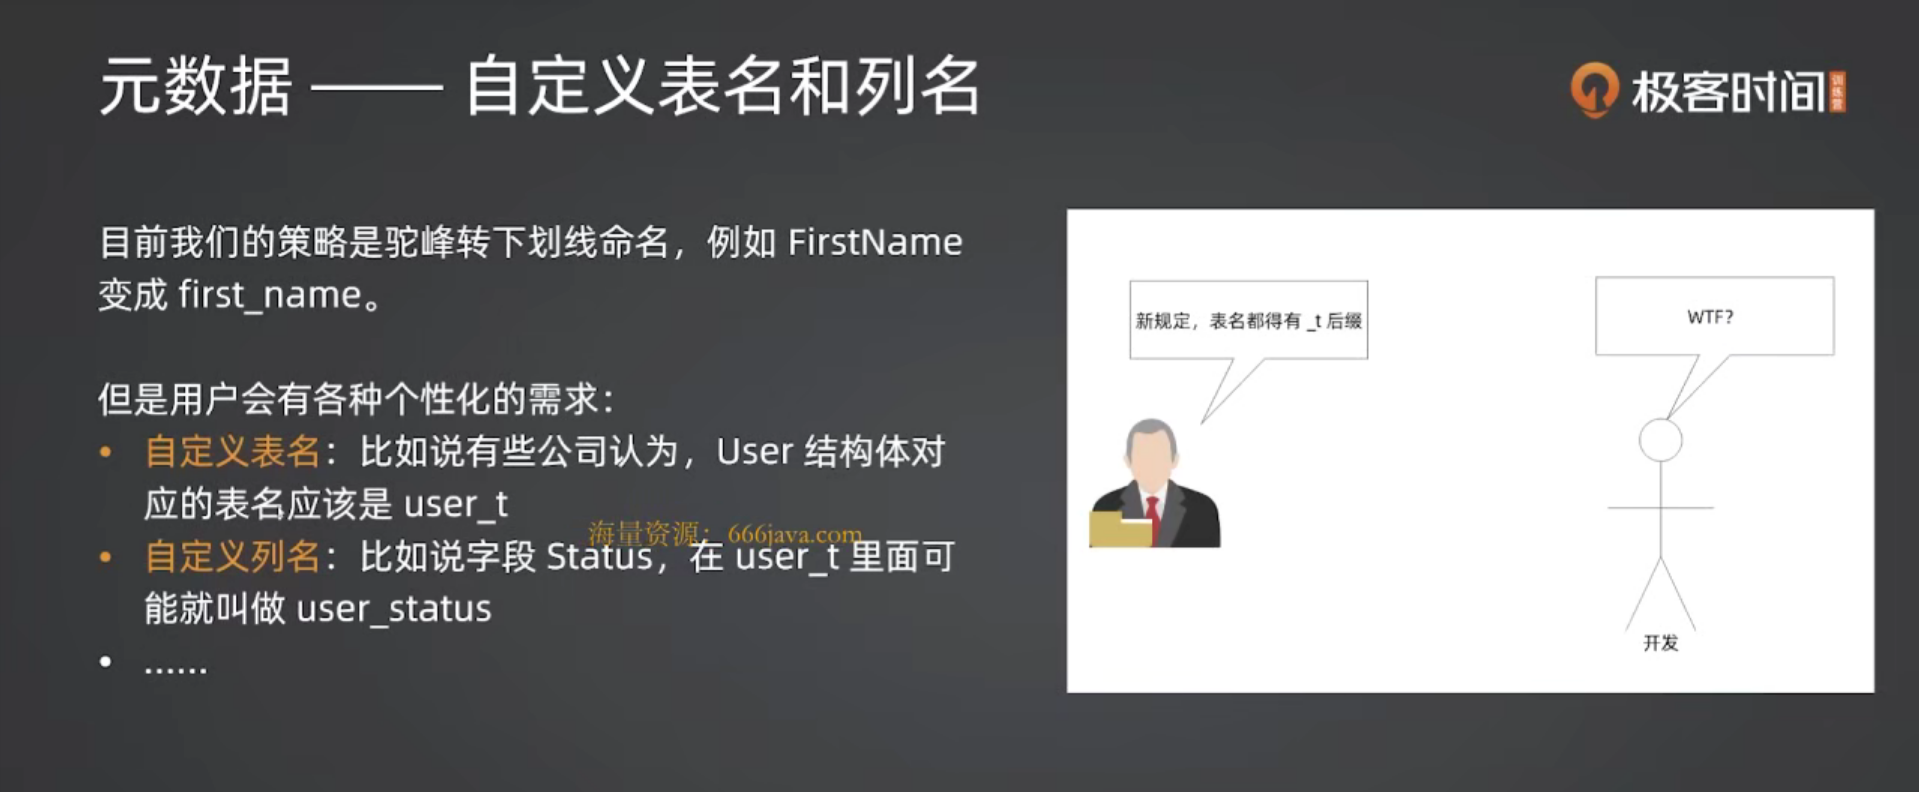 元数据 —— 自定义表名和列名
极客时间
训练营
目前我们的策略是驼峰转下划线命名，例如 FirstName
变成 first_name。
但是用户会有各种个性化的需求：
• 自定义表名：比如说有些公司认为，User 结构体对
应的表名应该是 user_t
海量资源：666java.com
• 自定义列名：比如说字段 Status，在 user_t 里面可
能就叫做 user_status
• ......
新规定，表名都得有 _t 后缀
WTF?
开发